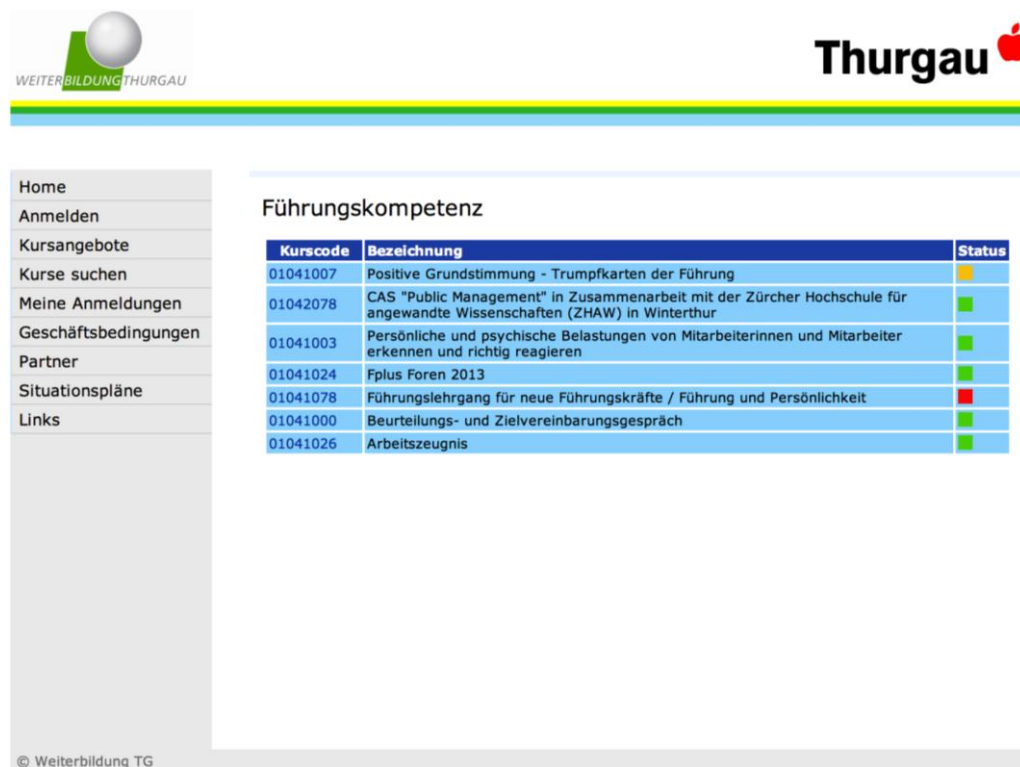 WEITERBILDUNGTHURGAU
Thurgau
Home
Anmelden
Kursangebote
Kurse suchen
Meine Anmeldungen
Geschäftsbedingungen
Partner
Situationspläne
Links
Führungskompetenz
Kurscode Bezeichnung Status
01041007 Positive Grundstimmung - Trumpfkarten der Führung
01042078 CAS "Public Management" in Zusammenarbeit mit der Zürcher Hochschule für
angewandte Wissenschaften (ZHAW) in Winterthur
01041003 Persönliche und psychische Belastungen von Mitarbeiterinnen und Mitarbeiter
erkennen und richtig reagieren
01041024 Fplus Foren 2013
01041078 Führungslehrgang für neue Führungskräfte / Führung und Persönlichkeit
01041000 Beurteilungs- und Zielvereinbarungsgespräch
01041026 Arbeitszeugnis
© Weiterbildung TG